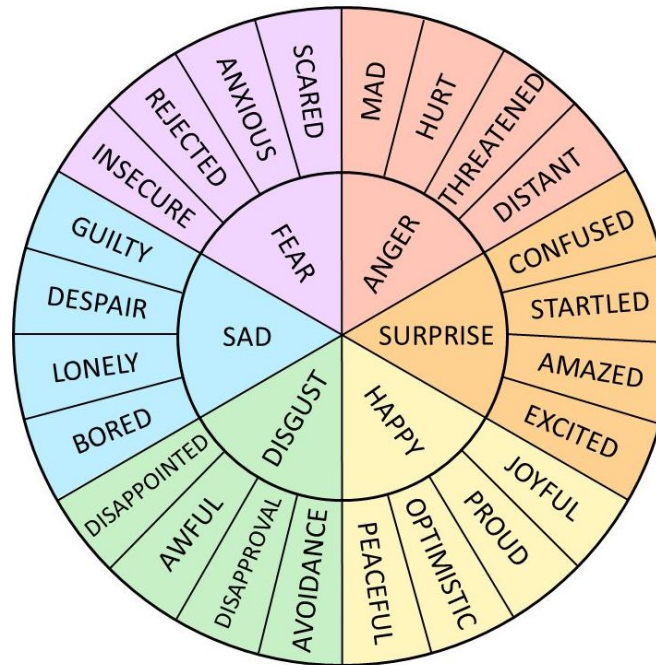 SCARED
ANXIOUS
REJECTED
INSECURE
FEAR
MAD
HURT
THREATENED
DISTANT
ANGER
CONFUSED
STARTLED
AMAZED
EXCITED
SURPRISE
JOYFUL
PROUD
OPTIMISTIC
PEACEFUL
HAPPY
AVOIDANCE
DISAPPROVAL
AWFUL
DISAPPOINTED
DISGUST
BORED
LONELY
DESPAIR
GUILTY
SAD